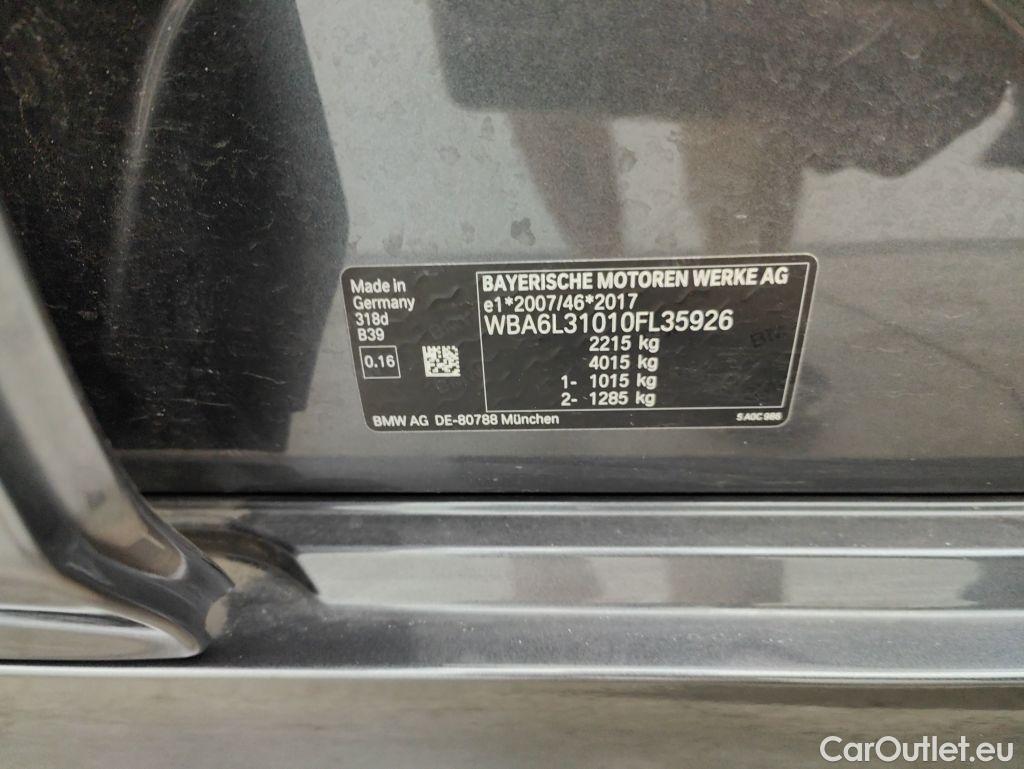 Made in
Germany
318d
B39
0.16
BMW AG DE-80788 München
BAYERISCHE MOTOREN WERKE AG
e1*2007/46*2017
WBA6L31010FL35926
2215 kg
4015 kg
1- 1015 kg
2- 1285 kg
5A0C986
CarOutlet.eu